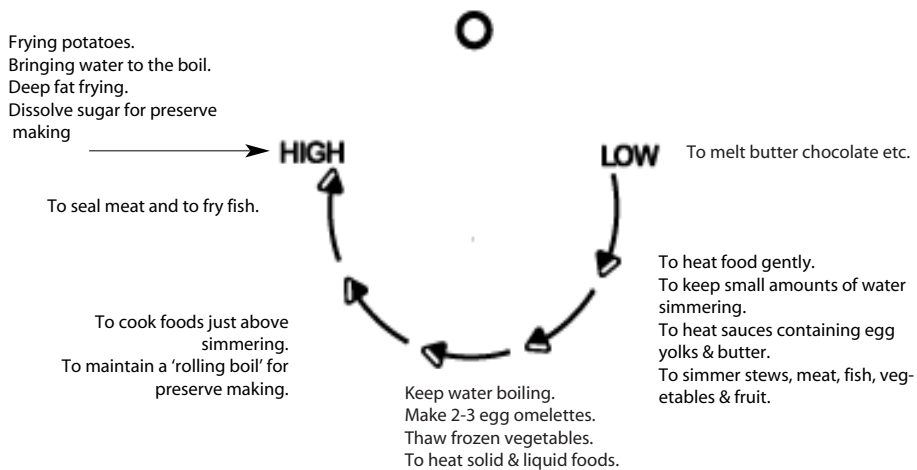 Frying potatoes.
Bringing water to the boil.
Deep fat frying.
Dissolve sugar for preserve
making
HIGH
LOW
To melt butter chocolate etc.
To seal meat and to fry fish.
To heat food gently.
To keep small amounts of water
simmering.
To heat sauces containing egg
yolks & butter.
To simmer stews, meat, fish, veg-
etables & fruit.
To cook foods just above
simmering.
To maintain a ‘rolling boil’ for
preserve making.
Keep water boiling.
Make 2-3 egg omelettes.
Thaw frozen vegetables.
To heat solid & liquid foods.